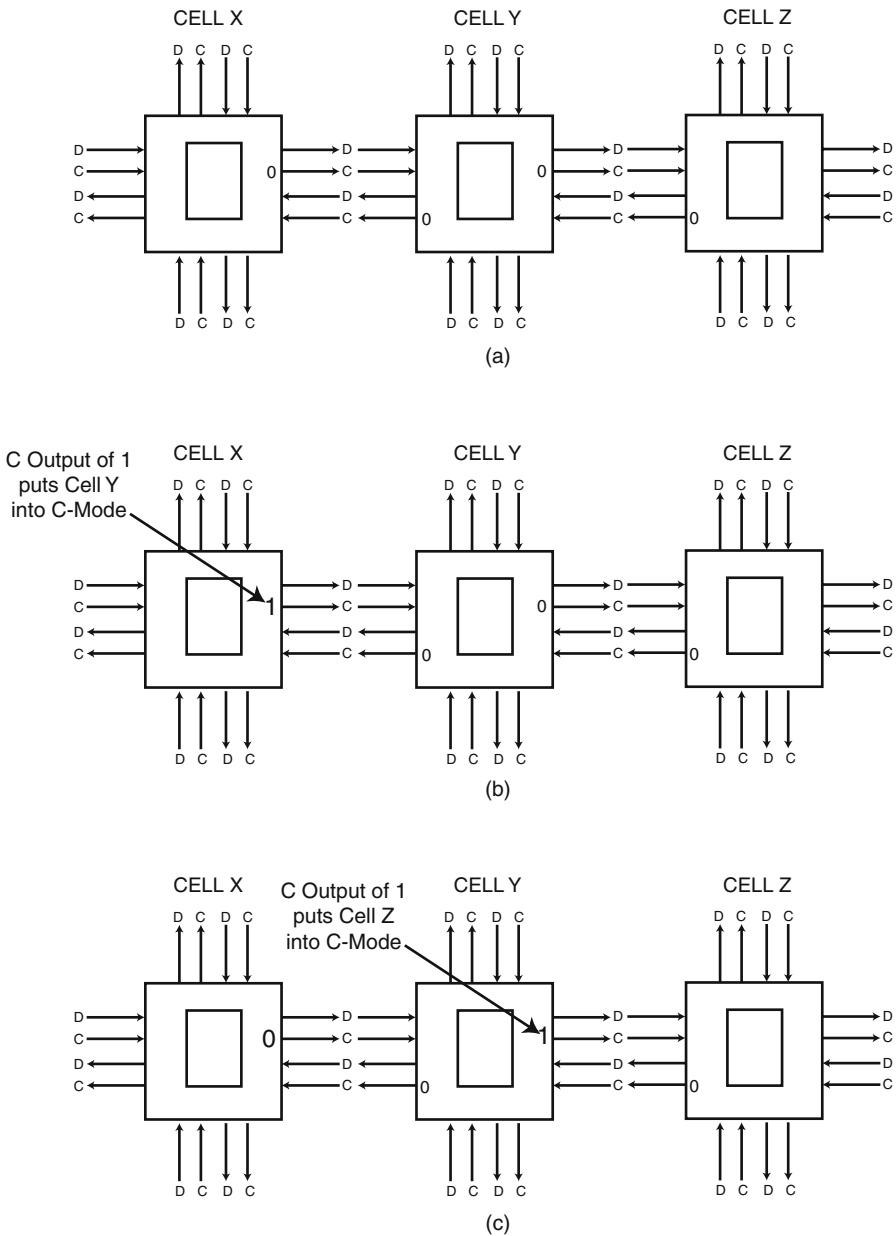 CELL X CELL Y CELL Z
D C D C D C D C D C D C
D D D D
C 0 C 0 C C
D D D D
C C 0 C 0 C
D C D C D C D C D C D C
(a)
C Output of 1
puts Cell Y
into C-Mode
CELL X CELL Y CELL Z
D C D C D C D C D C D C
D D D D
C 1 C 0 C C
D D D D
C C 0 C 0 C
D C D C D C D C D C D C
(b)
CELL X
C Output of 1
puts Cell Z
into C-Mode
CELL Y CELL Z
D C D C D C D C D C D C
D D D D
C 0 C 1 C C
D D D D
C C 0 C 0 C
D C D C D C D C D C D C
(c)